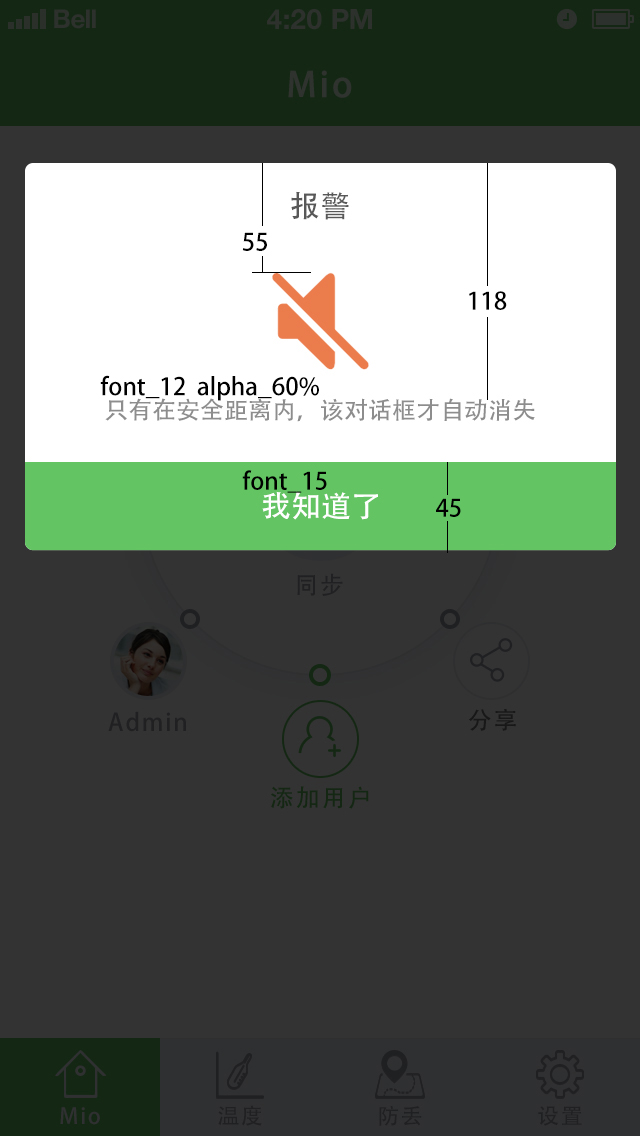 Bell 4:20 PM
Mio
报警
55
118
font_12 alpha_60%
只有在安全距离内，该对话框才自动消失
font_15
我知道了
45
同步
Admin
分享
添加用户
Mio 温度 防丢 设置